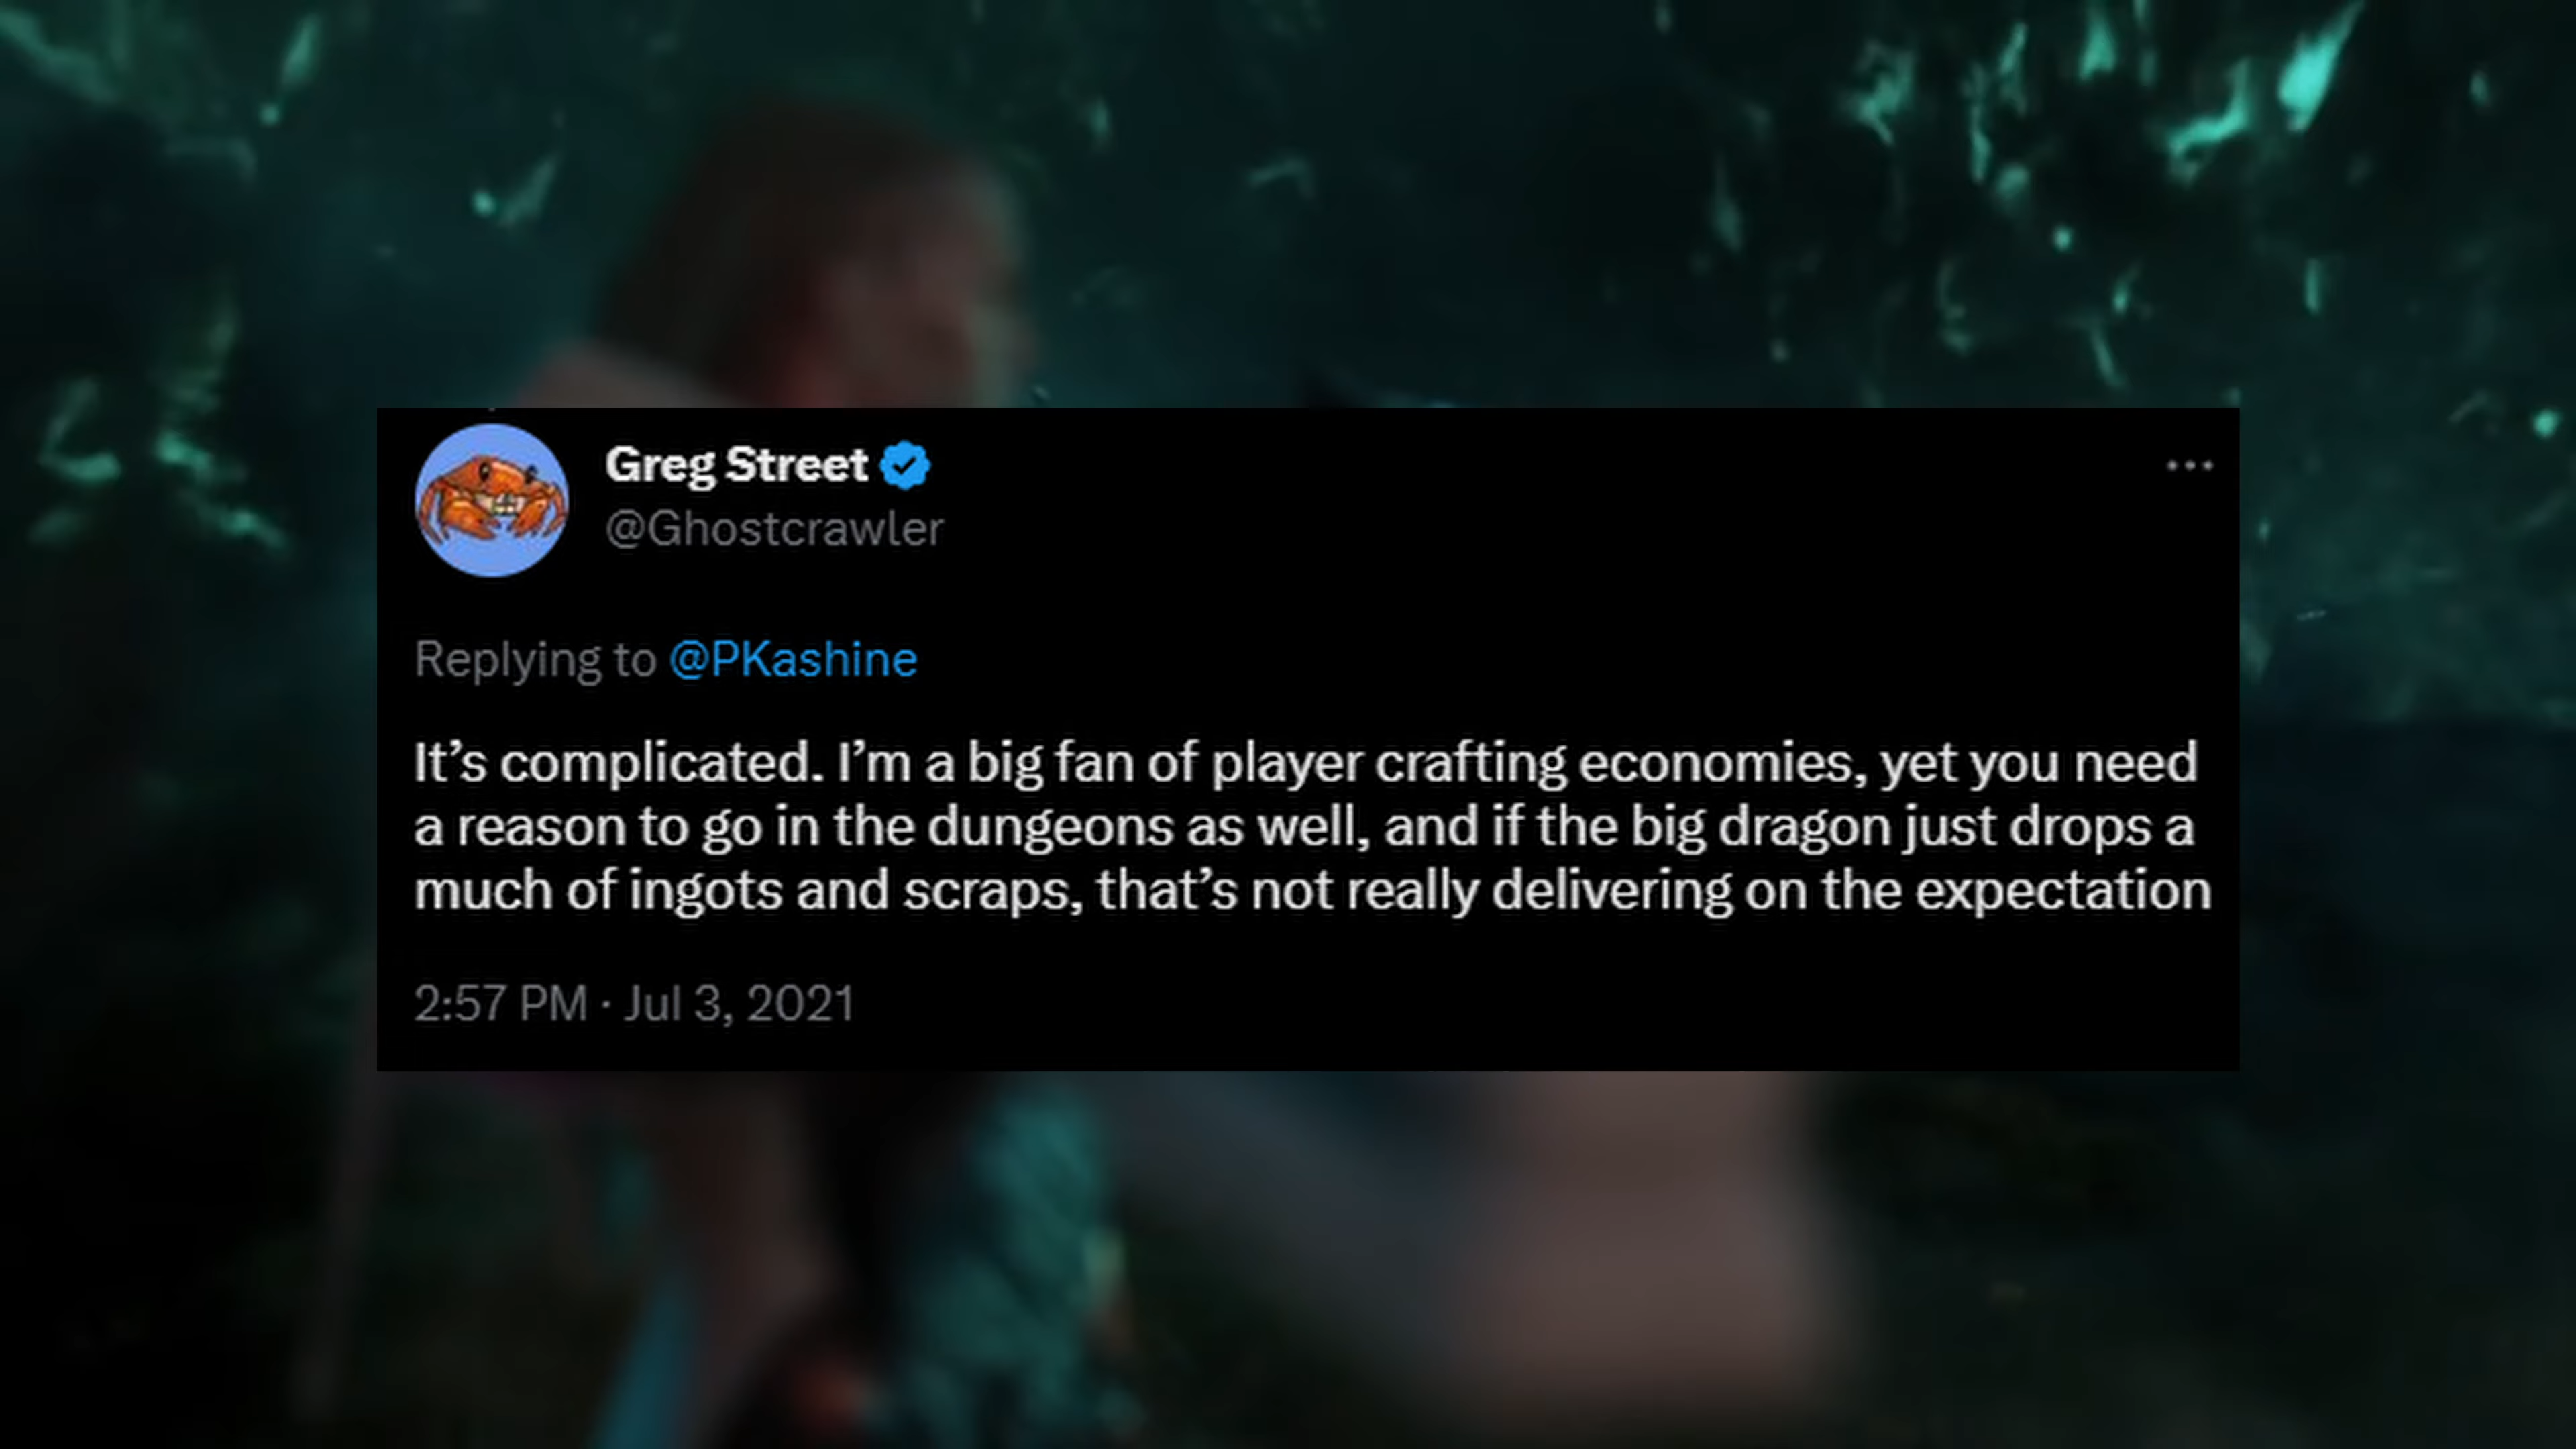 Greg Street
@Ghostcrawler
Replying to @PKashine
It’s complicated. I’m a big fan of player crafting economies, yet you need
a reason to go in the dungeons as well, and if the big dragon just drops a
much of ingots and scraps, that’s not really delivering on the expectation
2:57 PM · Jul 3, 2021